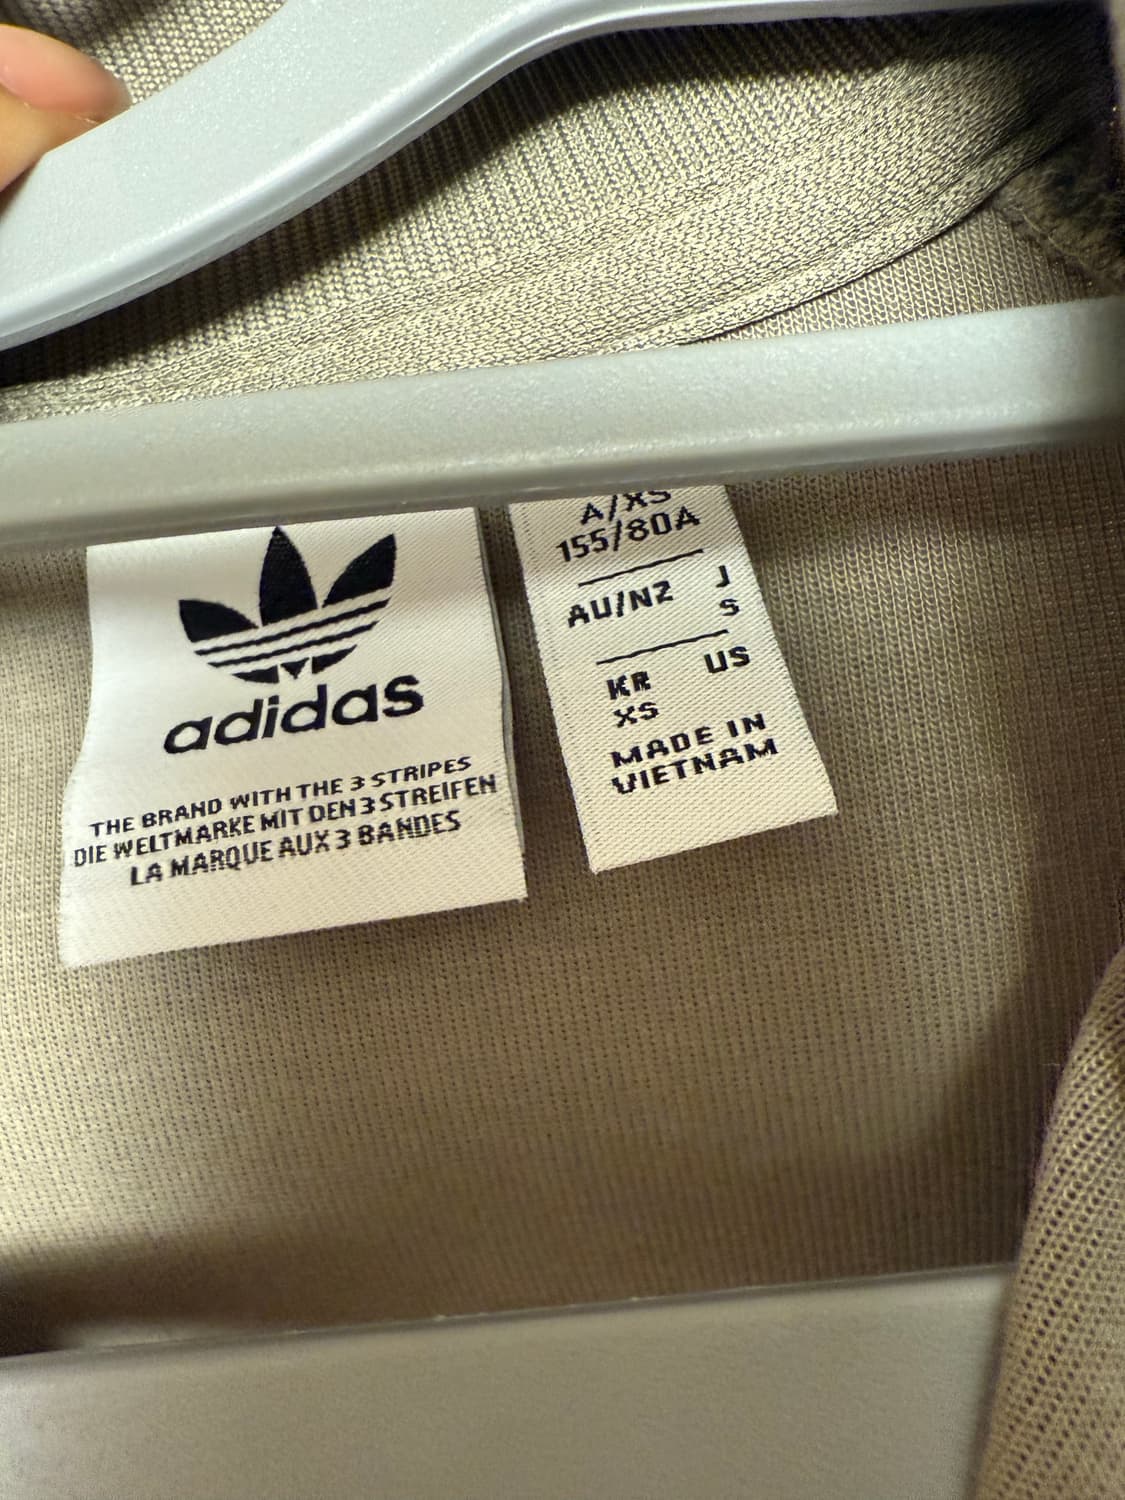 adidas
THE BRAND WITH THE 3 STRIPES
DIE WELTMARKE MIT DEN 3 STREIFEN
LA MARQUE AUX 3 BANDES
A/XS
155/80A
AU/NZ J
S
KR US
XS
MADE IN
VIETNAM